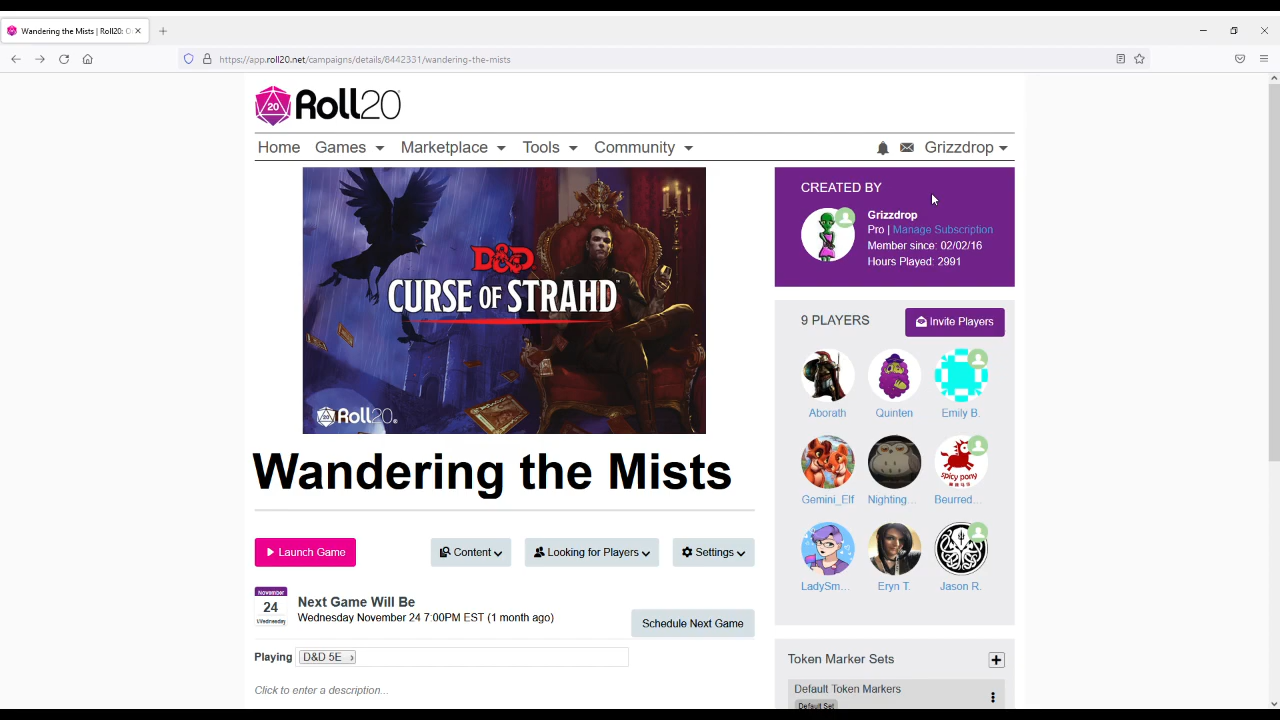 Wandering the Mists | Roll20: O
https://app.roll20.net/campaigns/details/8442331/wandering-the-mists
20 Roll20
Home Games Marketplace Tools Community Grizzdrop
D&D
CURSE OF STRAHD
Roll20
CREATED BY
Grizzdrop
Pro | Manage Subscription
Member since: 02/02/16
Hours Played: 2991
9 PLAYERS
Invite Players
Aborath Quinten Emily B.
spicy pony
Gemini_Elf Nighting... Beurred...
LadySm... Eryn T. Jason R.
Wandering the Mists
Launch Game Content Looking for Players Settings
November
24
Wednesday
Next Game Will Be
Wednesday November 24 7:00PM EST (1 month ago)
Schedule Next Game
Playing D&D 5E
Click to enter a description...
Token Marker Sets
Default Token Markers
Default Set